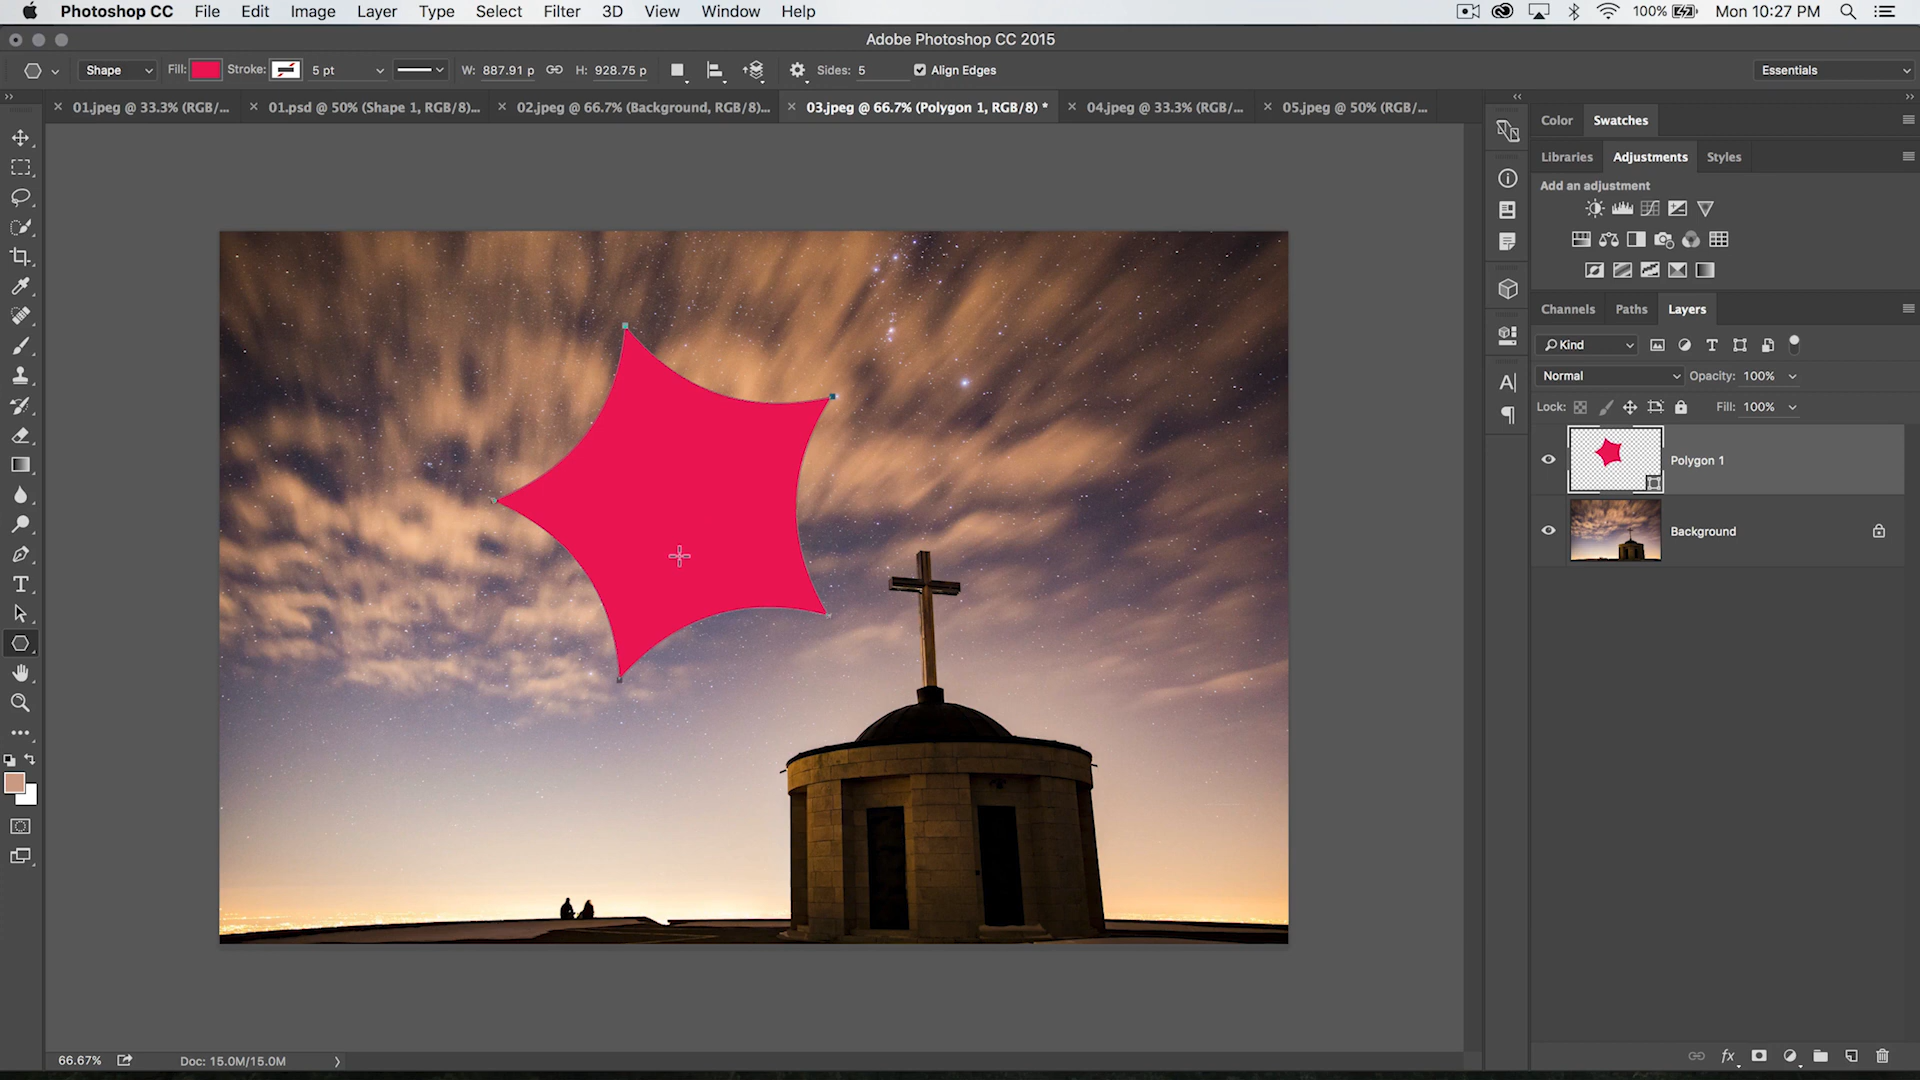 Photoshop CC File Edit Image Layer Type Select Filter 3D View Window Help 100% Mon 10:27 PM
Adobe Photoshop CC 2015
Shape Fill: Stroke: 5 pt W: 887.91 p H: 928.75 p Sides: 5 Align Edges Essentials
01.jpeg @ 33.3% (RGB/... 01.psd @ 50% (Shape 1, RGB/8)... 02.jpeg @ 66.7% (Background, RGB/8)... 03.jpeg @ 66.7% (Polygon 1, RGB/8) * 04.jpeg @ 33.3% (RGB/... 05.jpeg @ 50% (RGB/...
Color Swatches
Libraries Adjustments Styles
Add an adjustment
Channels Paths Layers
Kind
Normal Opacity: 100%
Lock: Fill: 100%
Polygon 1
Background
66.67% Doc: 15.0M/15.0M
fx